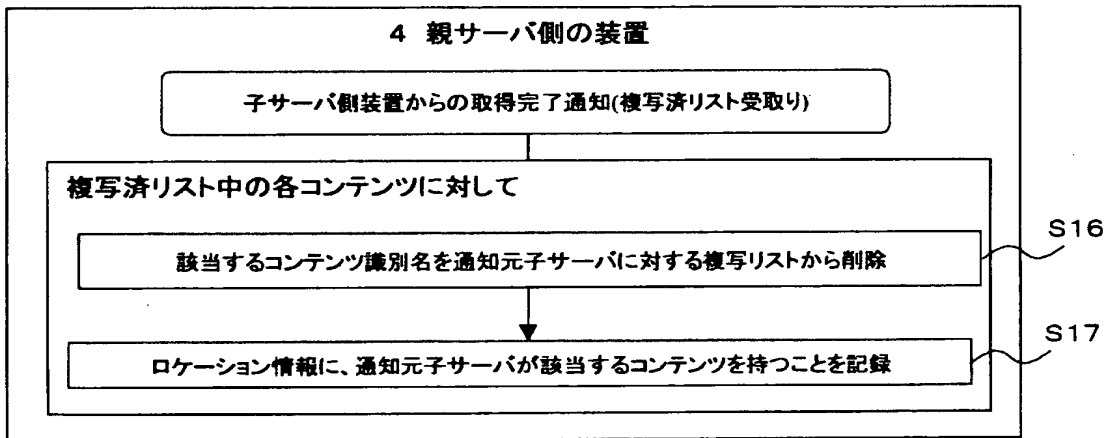 4 親サーバ側の装置
子サーバ側装置からの取得完了通知(複写済リスト受取り)
複写済リスト中の各コンテンツに対して
該当するコンテンツ識別名を通知元子サーバに対する複写リストから削除
S16
ロケーション情報に、通知元子サーバが該当するコンテンツを持つことを記録
S17